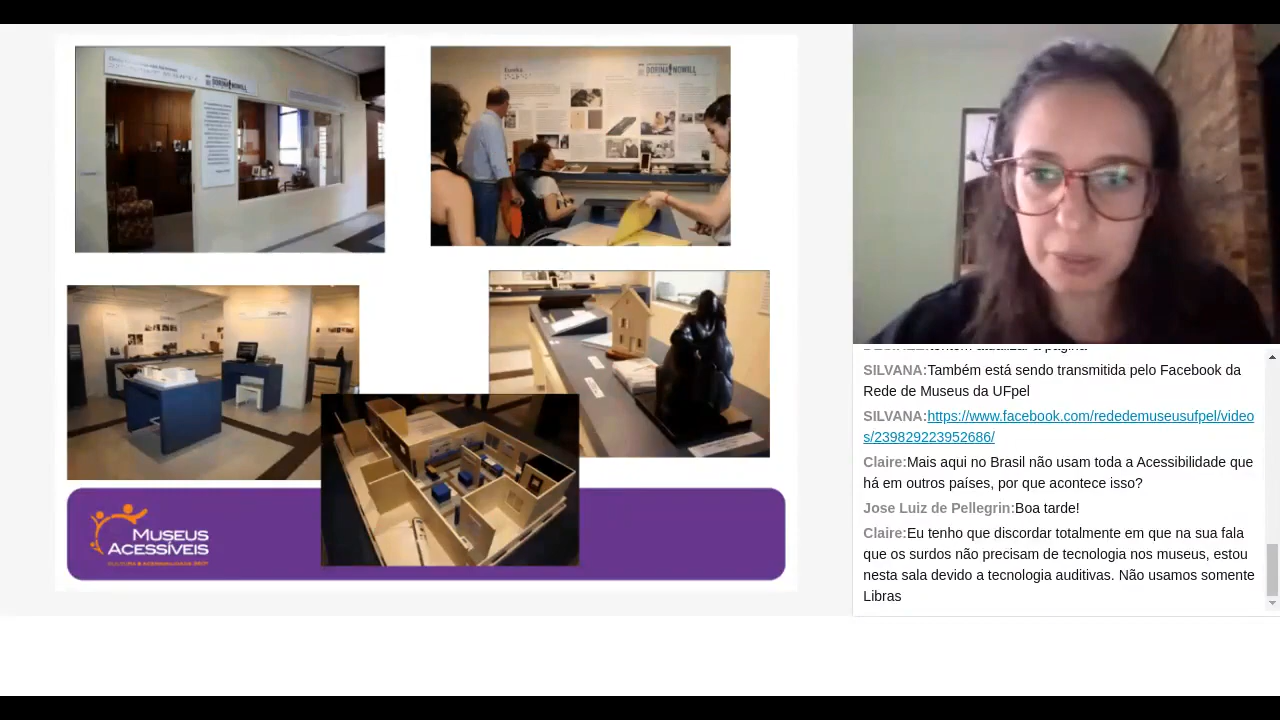 DORINA NOWILL
DORINA NOWILL
MUSEUS
ACESSÍVEIS
SILVANA:Também está sendo transmitida pelo Facebook da
Rede de Museus da UFpel
SILVANA:https://www.facebook.com/rededemuseusufpel/video
s/239829223952686/
Claire:Mais aqui no Brasil não usam toda a Acessibilidade que
há em outros países, por que acontece isso?
Jose Luiz de Pellegrin:Boa tarde!
Claire:Eu tenho que discordar totalmente em que na sua fala
que os surdos não precisam de tecnologia nos museus, estou
nesta sala devido a tecnologia auditivas. Não usamos somente
Libras